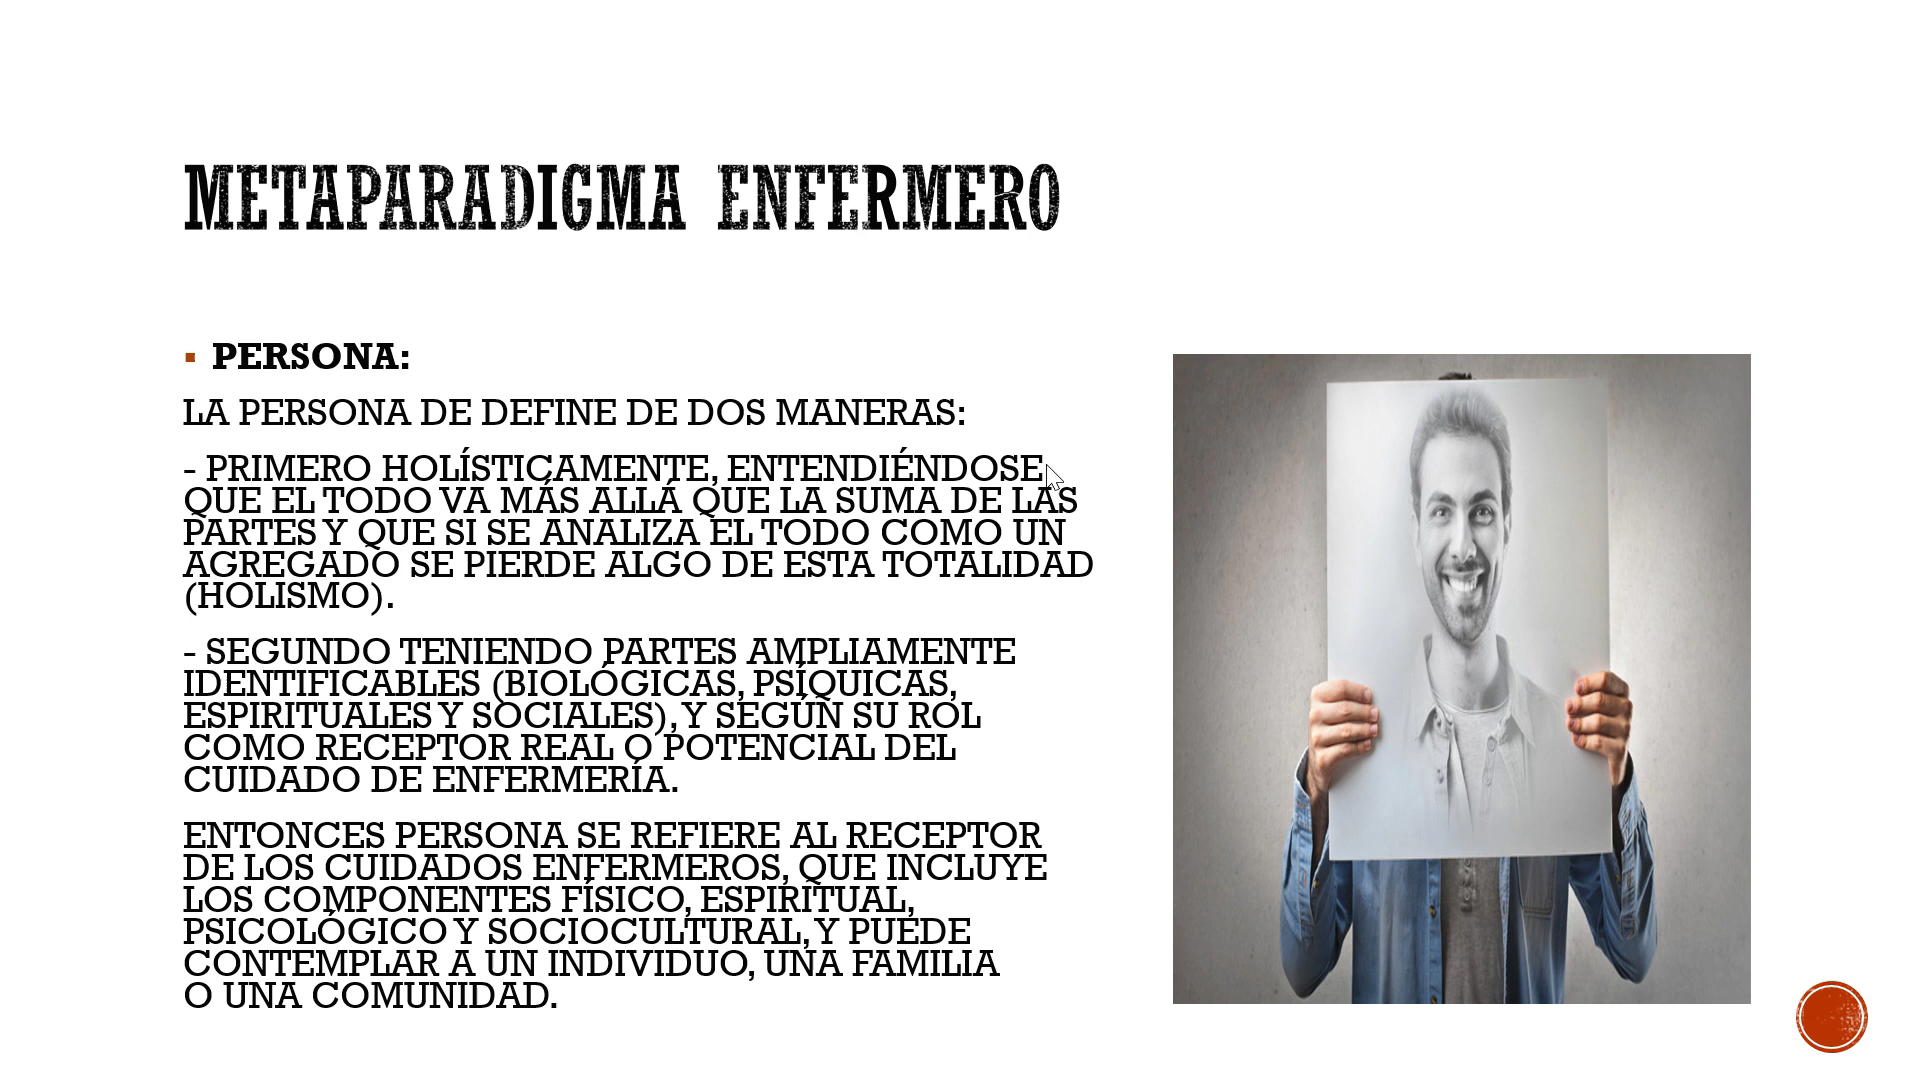 METAPARADIGMA ENFERMERO
▪ PERSONA:
LA PERSONA DE DEFINE DE DOS MANERAS:
- PRIMERO HOLÍSTICAMENTE, ENTENDIÉNDOSE
QUE EL TODO VA MÁS ALLÁ QUE LA SUMA DE LAS
PARTES Y QUE SI SE ANALIZA EL TODO COMO UN
AGREGADO SE PIERDE ALGO DE ESTA TOTALIDAD
(HOLISMO).
- SEGUNDO TENIENDO PARTES AMPLIAMENTE
IDENTIFICABLES (BIOLÓGICAS, PSÍQUICAS,
ESPIRITUALES Y SOCIALES), Y SEGÚN SU ROL
COMO RECEPTOR REAL O POTENCIAL DEL
CUIDADO DE ENFERMERÍA.
ENTONCES PERSONA SE REFIERE AL RECEPTOR
DE LOS CUIDADOS ENFERMEROS, QUE INCLUYE
LOS COMPONENTES FÍSICO, ESPIRITUAL,
PSICOLÓGICO Y SOCIOCULTURAL, Y PUEDE
CONTEMPLAR A UN INDIVIDUO, UNA FAMILIA
O UNA COMUNIDAD.